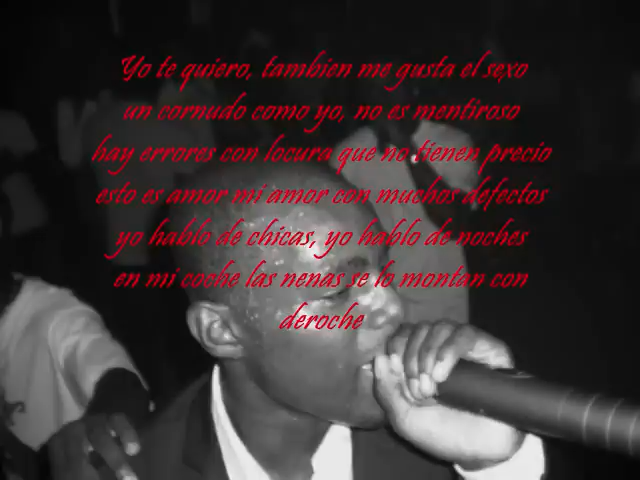 Yo te quiero, tambien me gusta el sexo
un cornudo como yo, no es mentiroso
hay errores con locura que no tienen precio
esto es amor mi amor con muchos defectos
yo hablo de chicas, yo hablo de noches
en mi coche las nenas se lo montan con
deroche